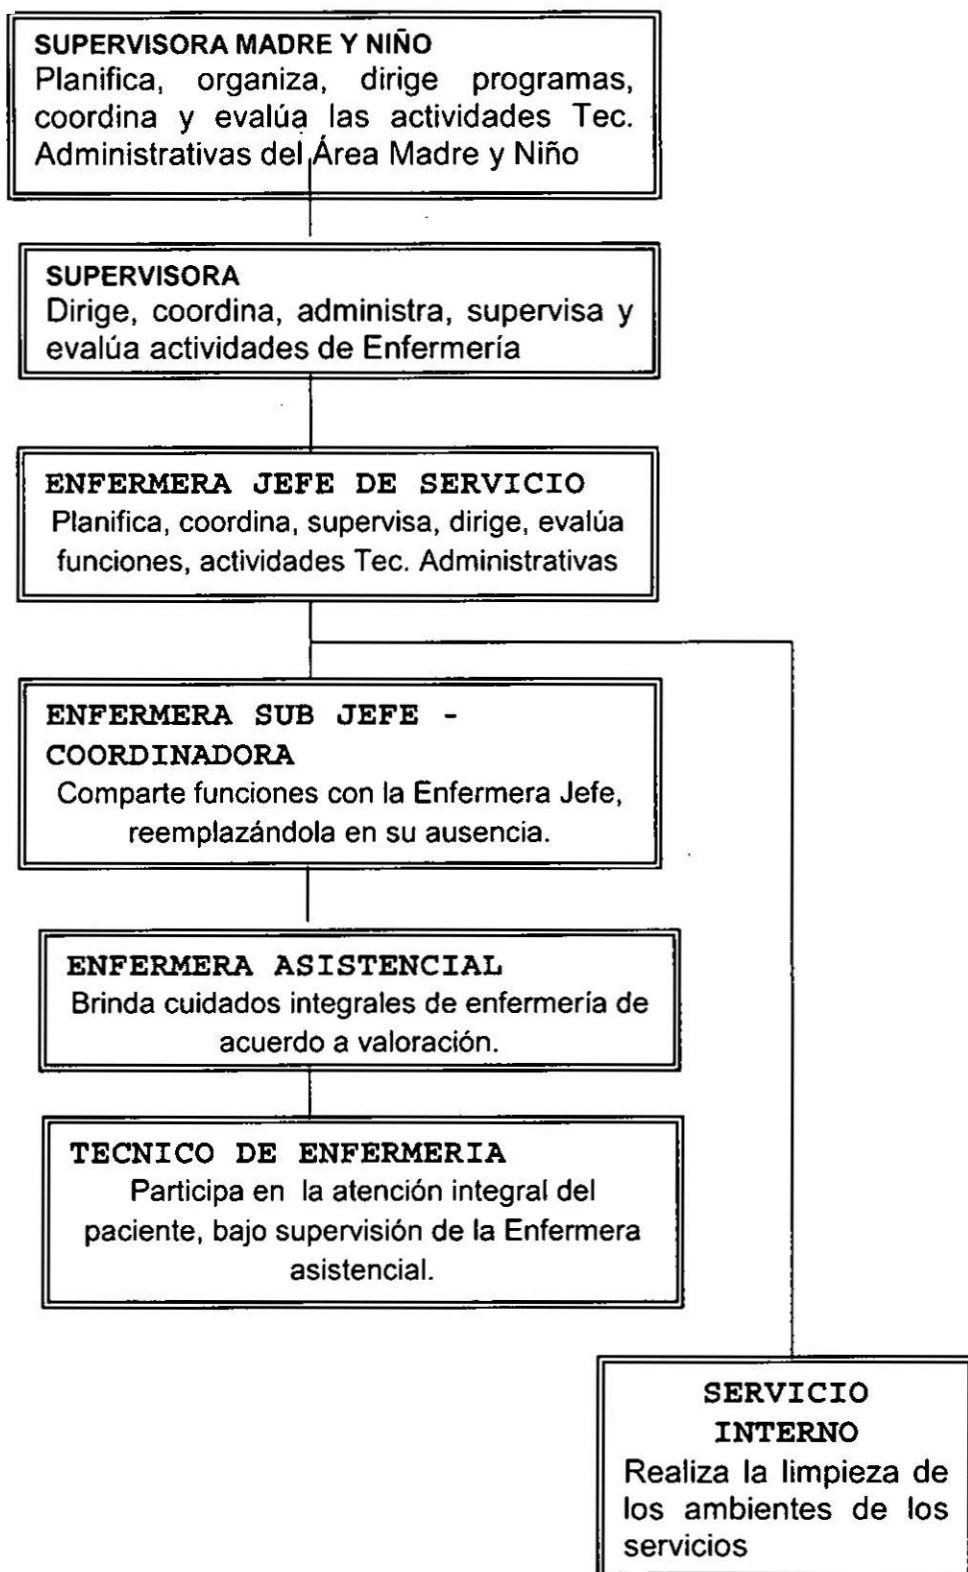 SUPERVISORA MADRE Y NIÑO
Planifica, organiza, dirige programas,
coordina y evalúa las actividades Tec.
Administrativas del Área Madre y Niño
SUPERVISORA
Dirige, coordina, administra, supervisa y
evalúa actividades de Enfermería
ENFERMERA JEFE DE SERVICIO
Planifica, coordina, supervisa, dirige, evalúa
funciones, actividades Tec. Administrativas
ENFERMERA SUB JEFE -
COORDINADORA
Comparte funciones con la Enfermera Jefe,
reemplazándola en su ausencia.
ENFERMERA ASISTENCIAL
Brinda cuidados integrales de enfermería de
acuerdo a valoración.
TECNICO DE ENFERMERIA
Participa en la atención integral del
paciente, bajo supervisión de la Enfermera
asistencial.
SERVICIO
INTERNO
Realiza la limpieza de
los ambientes de los
servicios